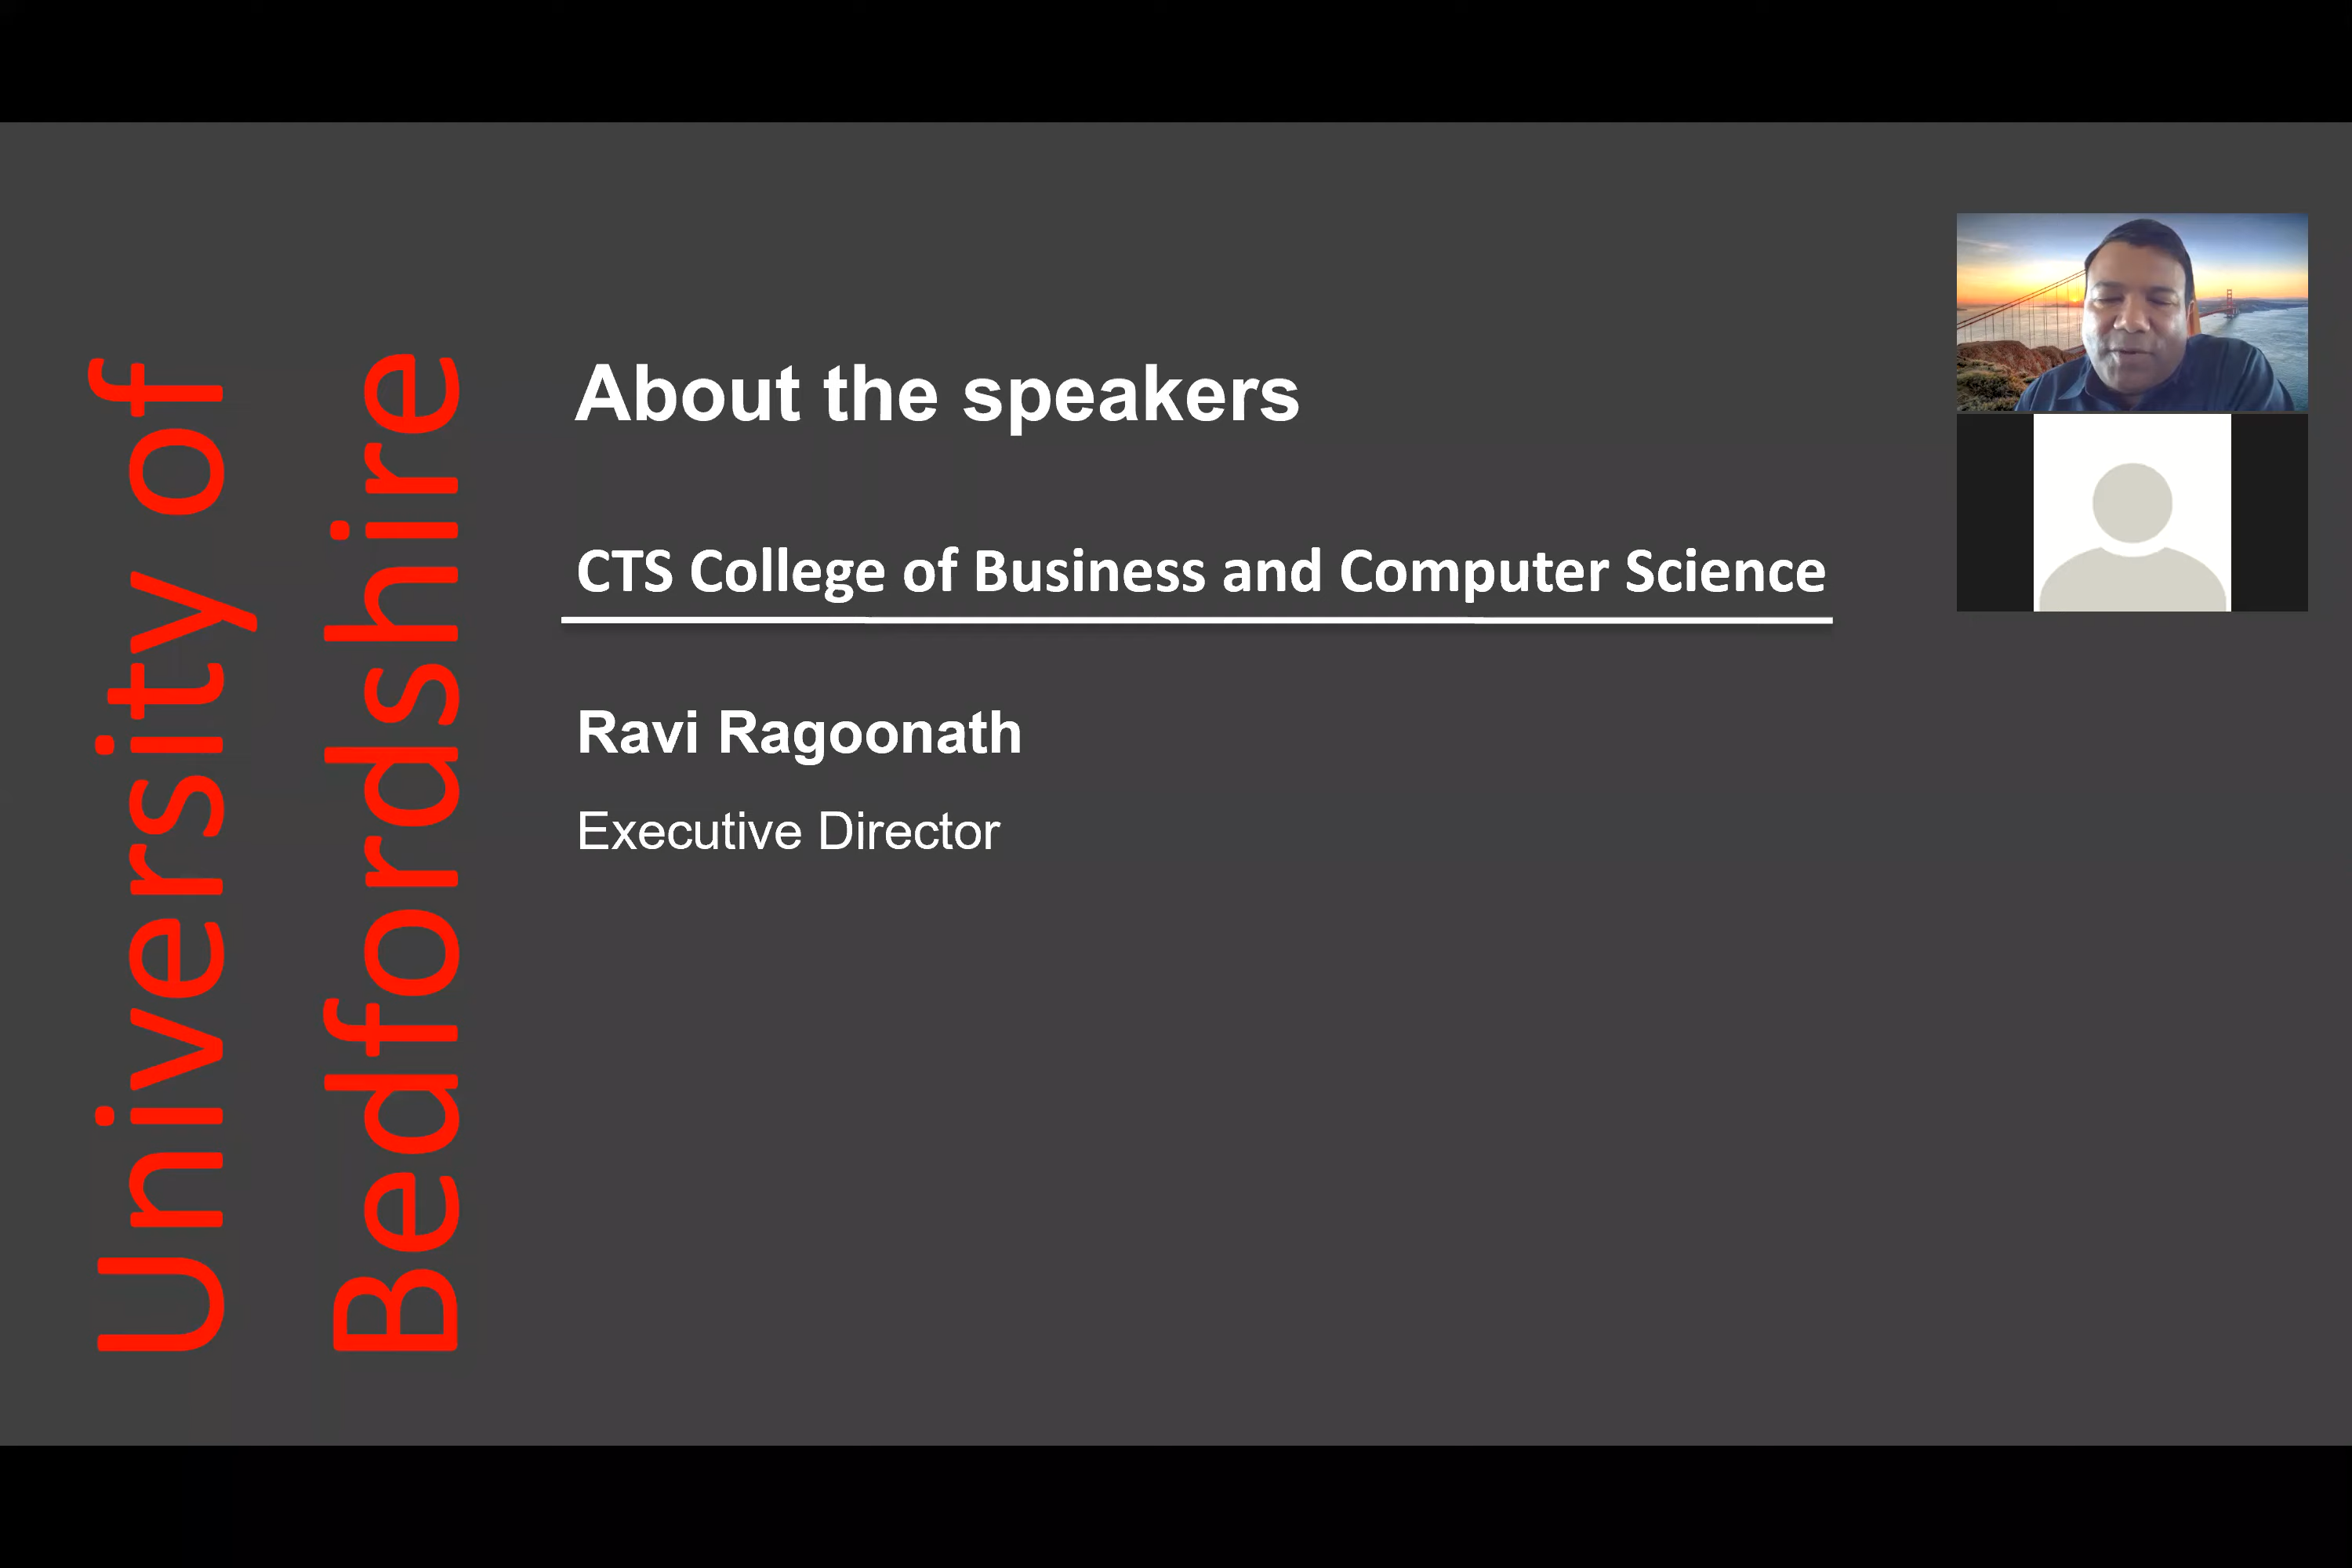 University of
Bedfordshire
About the speakers
CTS College of Business and Computer Science
Ravi Ragoonath
Executive Director